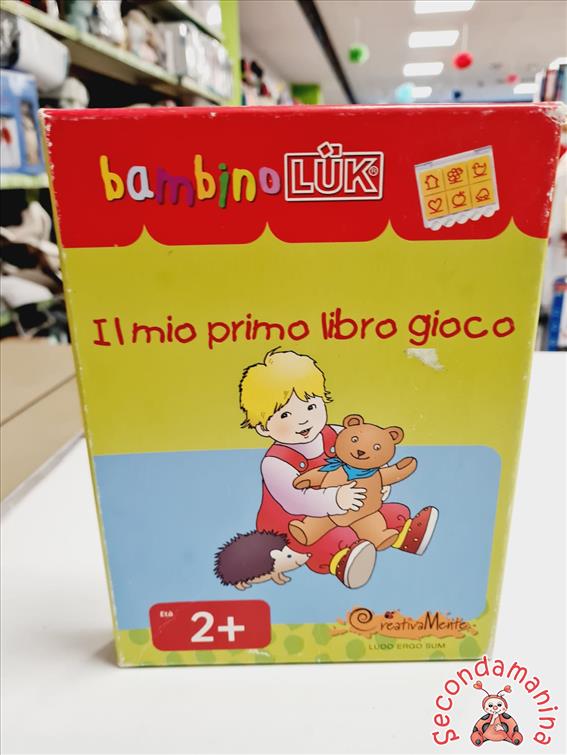 bambino LÜK®
Il mio primo libro gioco
Età
2+
CreativaMente
LUDO ERGO SUM
Secondamanina